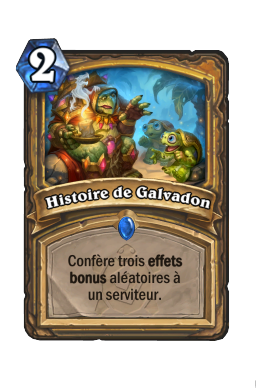 2
Histoire de Galvadon
Confère trois effets
bonus aléatoires à
un serviteur.